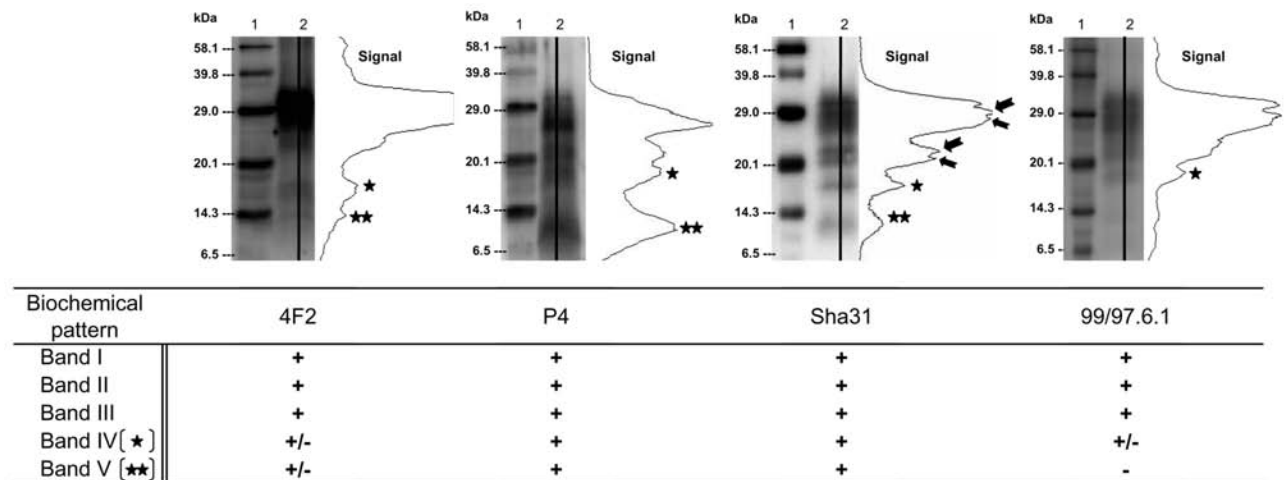 kDa 1 2
58.1
39.8
29.0
20.1
14.3
6.5
Signal
★
★★
kDa 1 2
58.1
39.8
29.0
20.1
14.3
6.5
Signal
★
★★
kDa 1 2
58.1
39.8
29.0
20.1
14.3
6.5
Signal
★
★★
kDa 1 2
58.1
39.8
29.0
20.1
14.3
6.5
Signal
★
Biochemical pattern 4F2 P4 Sha31 99/97.6.1
Band I + + + +
Band II + + + +
Band III + + + +
Band IV(★) +/- + + +/-
Band V (★★) +/- + + -